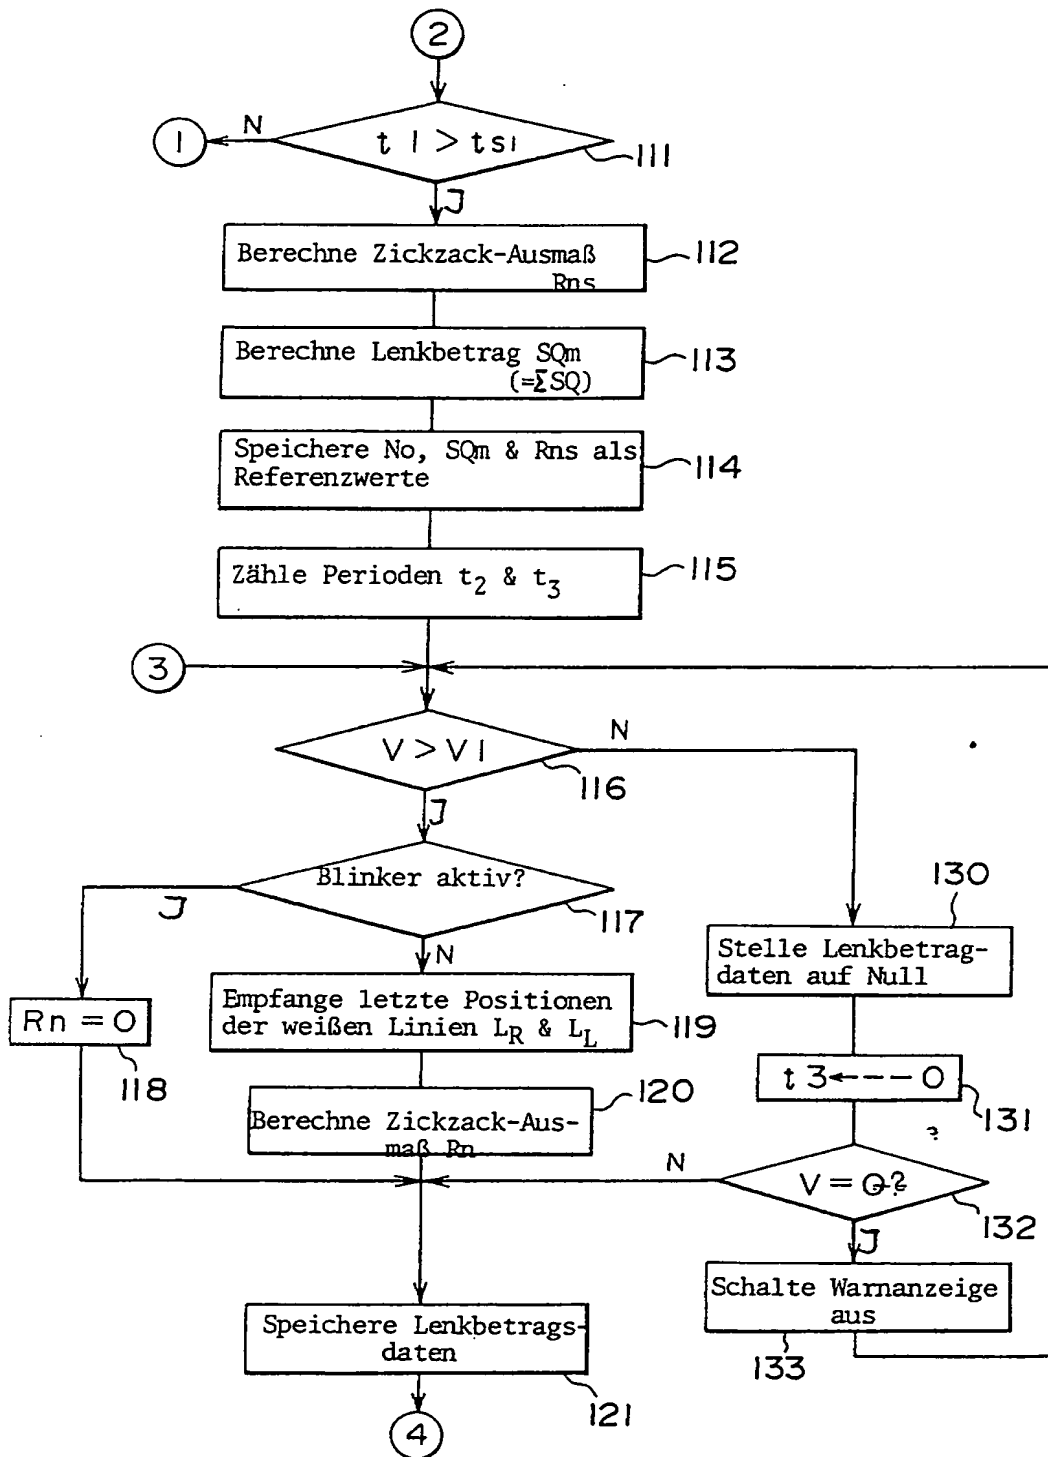 2
t 1 > ts1
N
1
111
J
Berechne Zickzack-Ausmaß
Rns
112
Berechne Lenkbetrag SQm
(=ΣSQ)
113
Speichere No, SQm & Rns als
Referenzwerte
114
Zähle Perioden t2 & t3
115
3
V > V1
N
116
J
Blinker aktiv?
J
117
N
130
Stelle Lenkbetrag-
daten auf Null
Rn = 0
118
Empfange letzte Positionen
der weißen Linien LR & LL
119
t 3 ←--- 0
131
120
Berechne Zickzack-Aus-
maß Rn
N
V = 0?
132
J
Schalte Warnanzeige
aus
133
Speichere Lenkbetrags-
daten
121
4